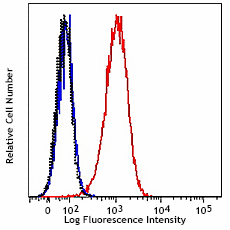 Relative Cell Number
0 10² 10³ 10⁴ 10⁵
Log Fluorescence Intensity